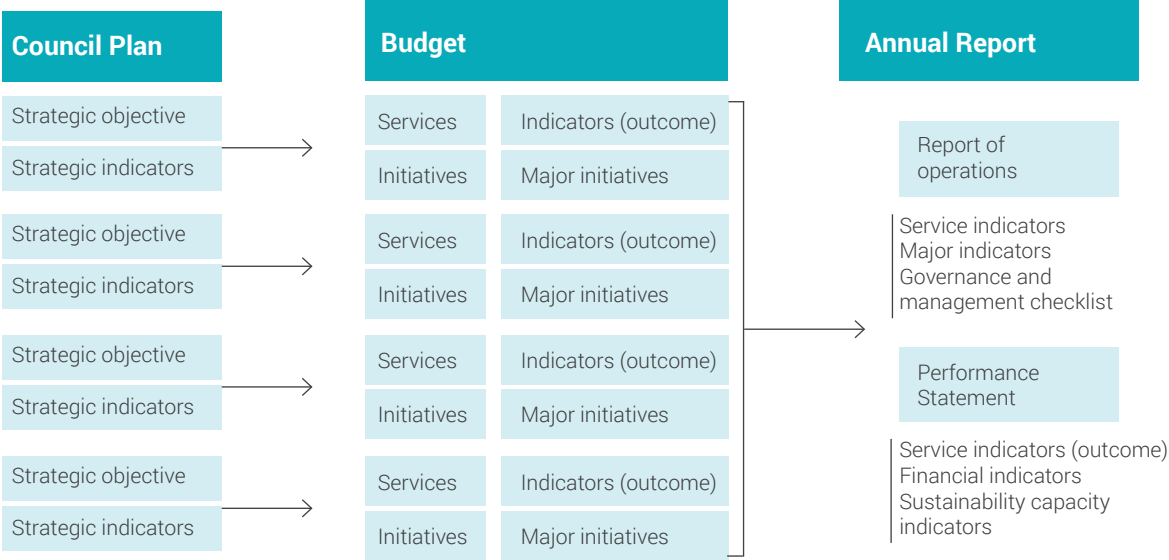 Council Plan
Strategic objective
Strategic indicators
Strategic objective
Strategic indicators
Strategic objective
Strategic indicators
Strategic objective
Strategic indicators
Budget
Services
Indicators (outcome)
Initiatives
Major initiatives
Services
Indicators (outcome)
Initiatives
Major initiatives
Services
Indicators (outcome)
Initiatives
Major initiatives
Services
Indicators (outcome)
Initiatives
Major initiatives
Annual Report
Report of
operations
Service indicators
Major indicators
Governance and
management checklist
Performance
Statement
Service indicators (outcome)
Financial indicators
Sustainability capacity
indicators